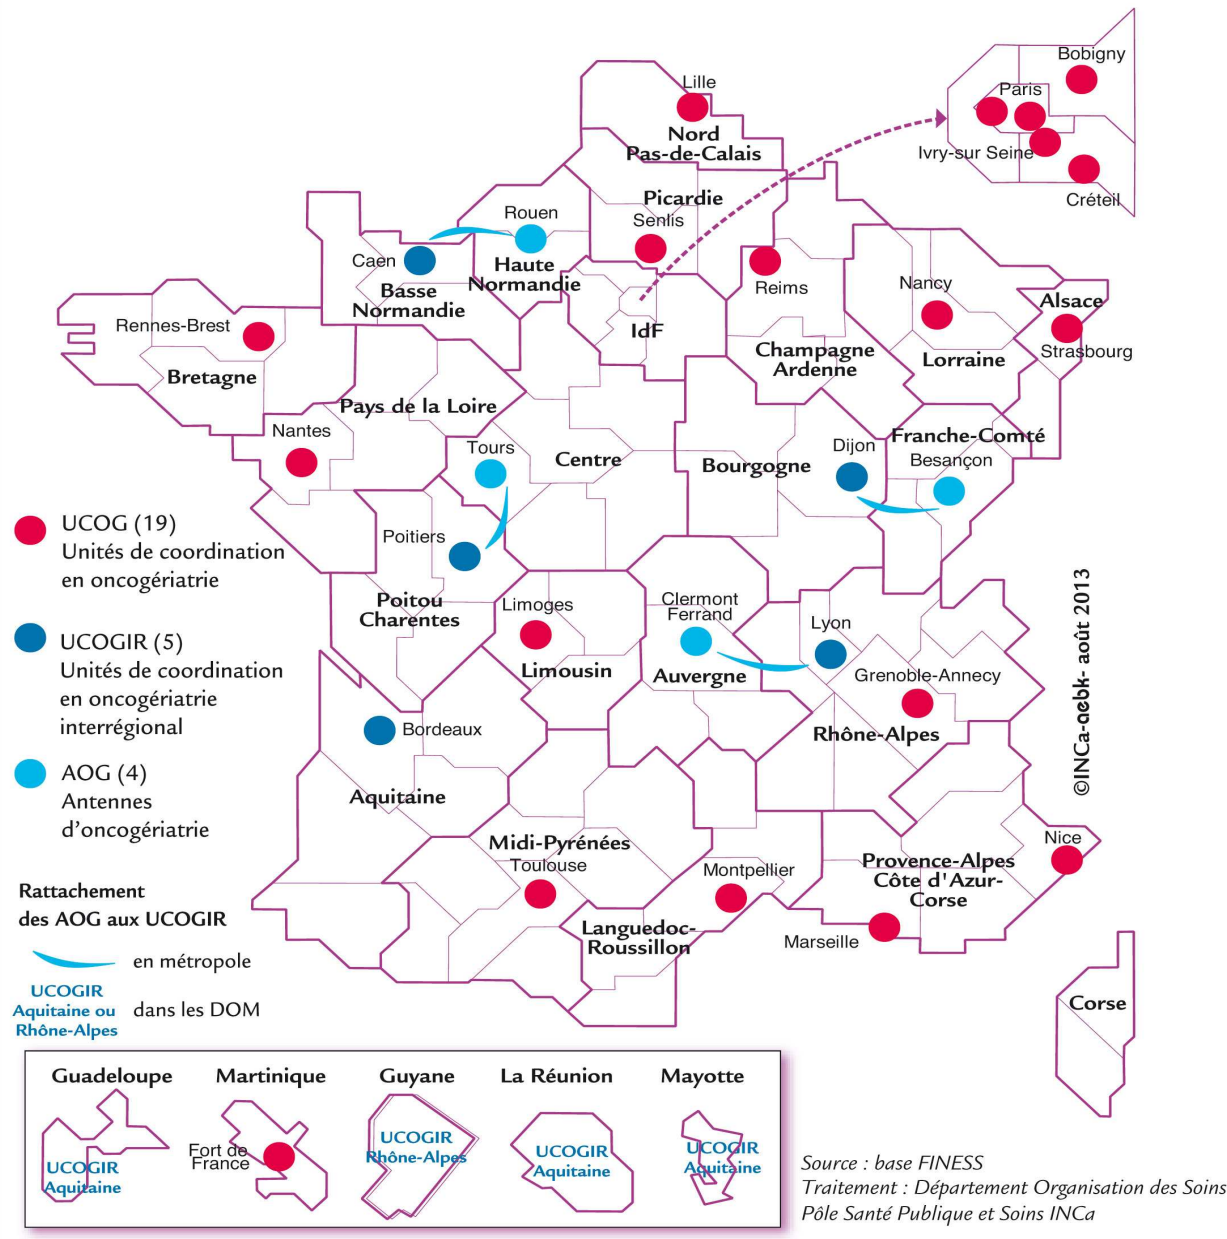 Bobigny
Paris
Ivry-sur Seine
Créteil
Lille
Nord
Pas-de-Calais
Picardie
Senlis
Rouen
Haute
Normandie
Caen
Basse
Normandie
Reims
Champagne
Ardenne
Nancy
Lorraine
Alsace
Strasbourg
IdF
Rennes-Brest
Bretagne
Pays de la Loire
Nantes
Tours
Centre
Bourgogne
Dijon
Franche-Comté
Besançon
Poitiers
Poitou
Charentes
Limoges
Limousin
Clermont
Ferrand
Auvergne
Lyon
Grenoble-Annecy
Rhône-Alpes
Bordeaux
Aquitaine
Midi-Pyrénées
Toulouse
Montpellier
Languedoc-
Roussillon
Provence-Alpes
Côte d'Azur-
Corse
Nice
Marseille
Corse
UCOG (19)
Unités de coordination
en oncogériatrie
UCOGIR (5)
Unités de coordination
en oncogériatrie
interrégional
AOG (4)
Antennes
d’oncogériatrie
Rattachement
des AOG aux UCOGIR
en métropole
UCOGIR
Aquitaine ou
Rhône-Alpes
dans les DOM
Guadeloupe
UCOGIR
Aquitaine
Martinique
Fort de
France
Guyane
UCOGIR
Rhône-Alpes
La Réunion
UCOGIR
Aquitaine
Mayotte
UCOGIR
Aquitaine
©INCa-aebk- août 2013
Source : base FINESS
Traitement : Département Organisation des Soins
Pôle Santé Publique et Soins INCa